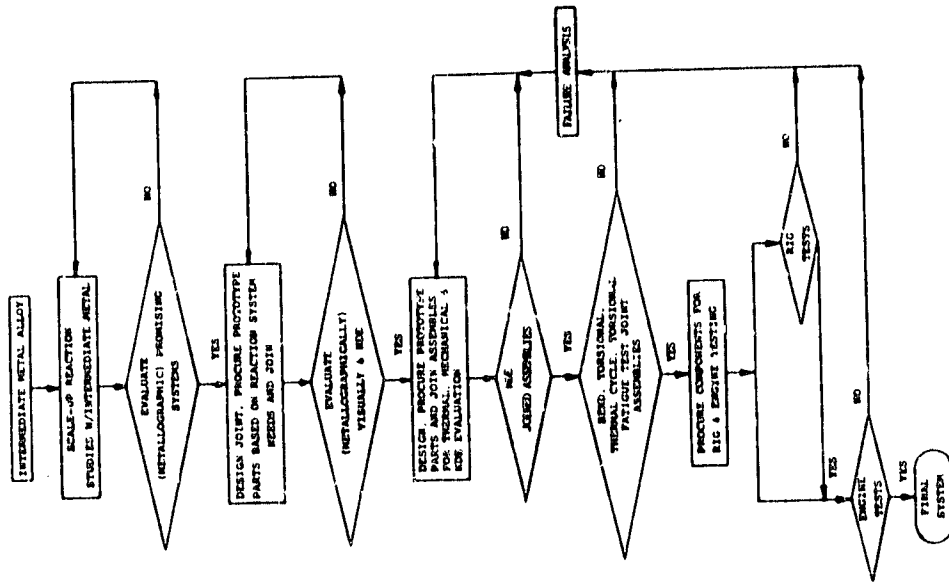 INTERMEDIATE METAL ALLOY
SCALE-UP REACTION
STUDIES W/INTERMEDIATE METAL
EVALUATE
(METALLOGRAPHIC) PROMISING
SYSTEMS
NO
YES
DESIGN JOINT, PROCURE PROTOTYPE
PARTS BASED ON REACTION SYSTEM
NEEDS AND JOIN
EVALUATE
(METALLOGRAPHICALLY)
VISUALLY & NDE
NO
YES
DESIGN, PROCURE PROTOTYPE
PARTS AND JOIN ASSEMBLES
FOR THERMAL, MECHANICAL &
NDE EVALUATION
NDE
JOINED ASSEMBLIES
NO
YES
FAILURE ANALYSIS
BEND, TORSIONAL,
THERMAL CYCLE, TORSIONAL
FATIGUE TEST JOINT
ASSEMBLIES
NO
YES
PROCURE COMPONENTS FOR
RIG & ENGINE TESTING
RIG
TESTS
NO
YES
ENGINE
TESTS
NO
YES
FINAL
SYSTEM